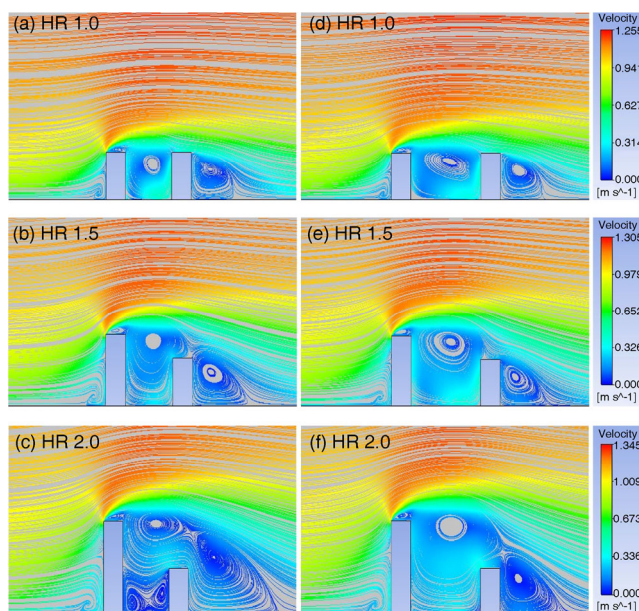 (a) HR 1.0
(d) HR 1.0
Velocity
1.255
0.941
0.627
0.314
0.000
[m s^-1]
(b) HR 1.5
(e) HR 1.5
Velocity
1.305
0.979
0.652
0.326
0.000
[m s^-1]
(c) HR 2.0
(f) HR 2.0
Velocity
1.345
1.009
0.673
0.336
0.000
[m s^-1]